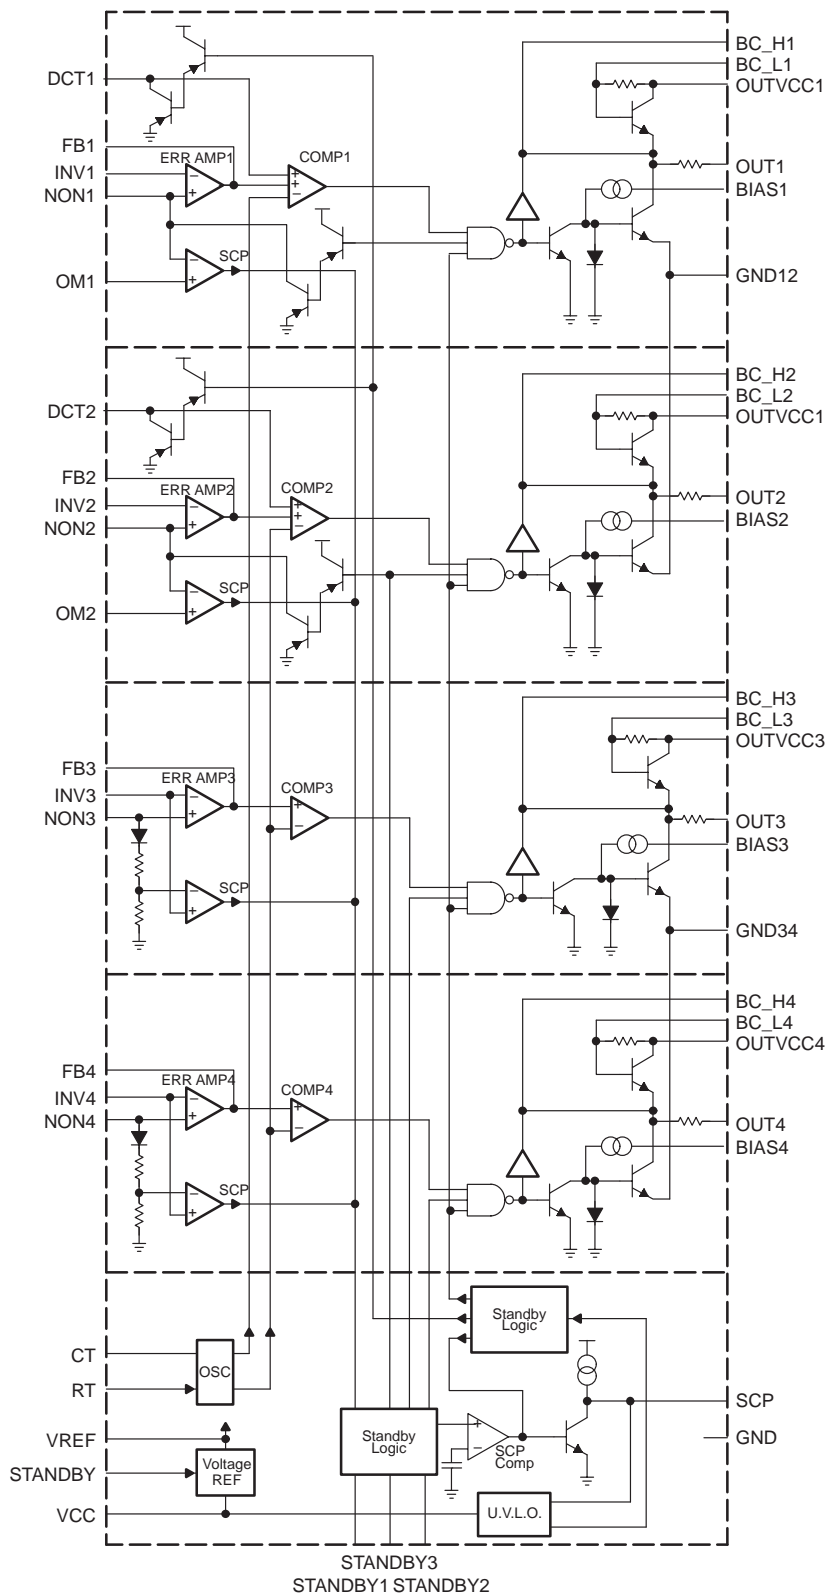 BC_H1
BC_L1
DCT1
OUTVCC1
FB1
ERR AMP1
COMP1
OUT1
INV1
BIAS1
NON1
+
−
+
+
−
SCP
−
+
OM1
GND12
BC_H2
BC_L2
DCT2
OUTVCC1
FB2
ERR AMP2
COMP2
OUT2
INV2
BIAS2
NON2
−
+
+
+
−
SCP
−
+
OM2
BC_H3
BC_L3
OUTVCC3
FB3
ERR AMP3
COMP3
INV3
OUT3
NON3
BIAS3
−
+
+
−
SCP
−
+
GND34
BC_H4
BC_L4
OUTVCC4
FB4
ERR AMP4
COMP4
INV4
OUT4
NON4
BIAS4
−
+
+
−
SCP
−
+
Standby
Logic
CT
OSC
RT
SCP
VREF
Standby
Logic
+
−
SCP
Comp
GND
STANDBY
Voltage
REF
VCC
U.V.L.O.
STANDBY3
STANDBY1 STANDBY2